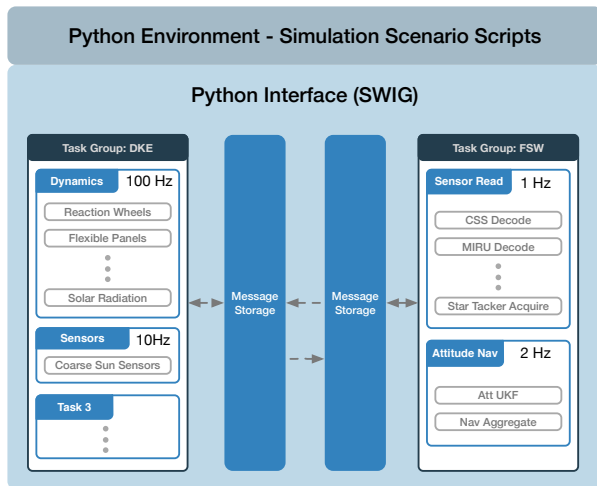 Python Environment - Simulation Scenario Scripts
Python Interface (SWIG)
Task Group: DKE
Dynamics 100 Hz
Reaction Wheels
Flexible Panels
Solar Radiation
Sensors 10Hz
Coarse Sun Sensors
Task 3
Message
Storage
Message
Storage
Task Group: FSW
Sensor Read 1 Hz
CSS Decode
MIRU Decode
Star Tacker Acquire
Attitude Nav 2 Hz
Att UKF
Nav Aggregate